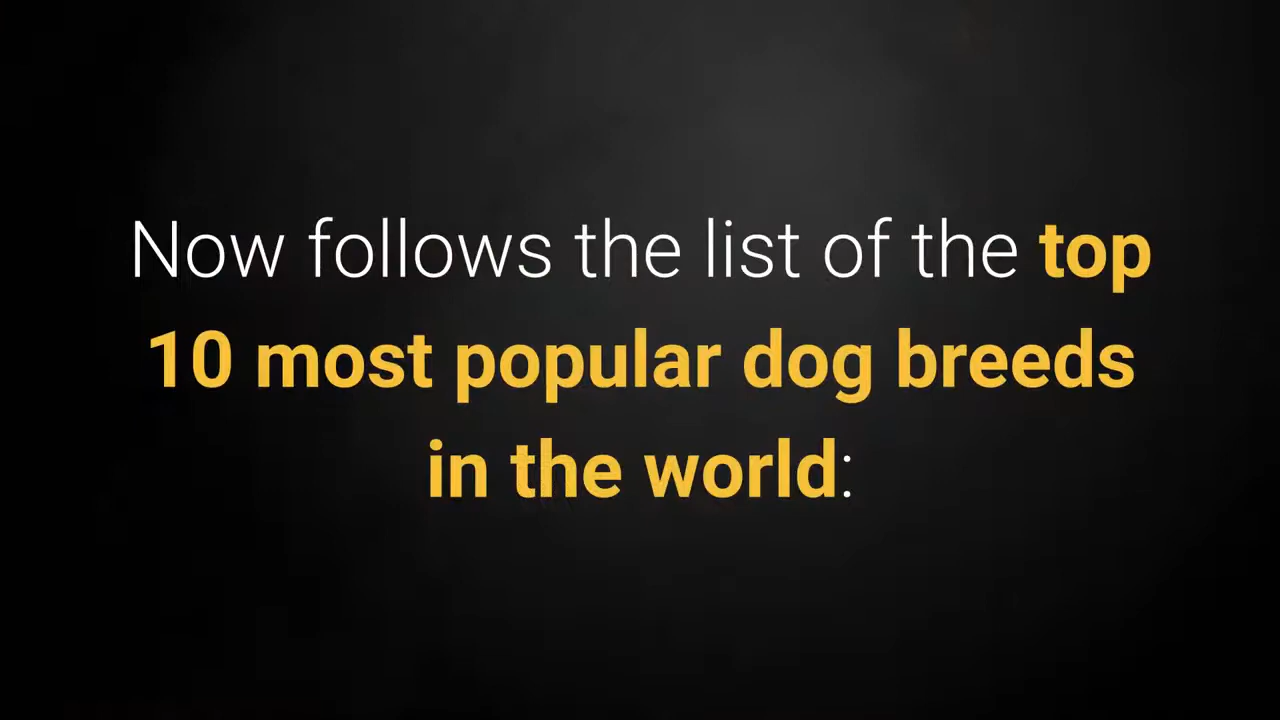 Now follows the list of the top
10 most popular dog breeds
in the world: